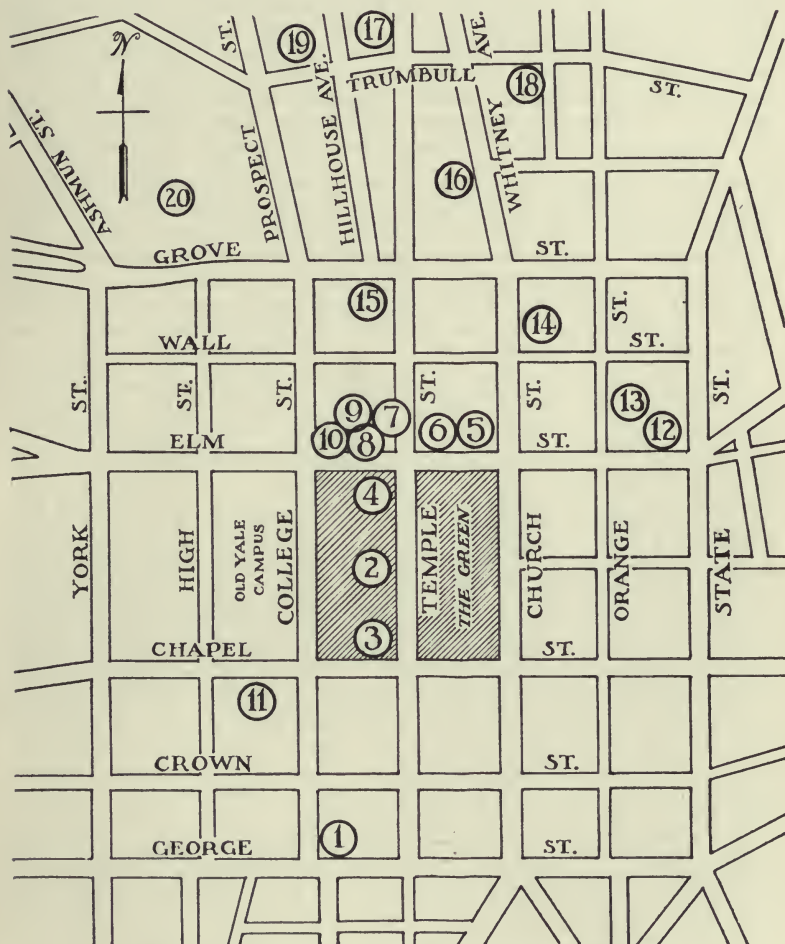 N
ST.
19
17
AVE.
TRUMBULL
ST.
18
ASHMUN ST.
20
PROSPECT
HILLHOUSE AVE.
16
WHITNEY
GROVE
ST.
15
14
ST.
WALL
ST.
ST.
ST.
ST.
ST.
ST.
ST.
ST.
9
7
10
8
6
5
13
12
ELM
ST.
4
2
3
YORK
HIGH
OLD YALE
CAMPUS
COLLEGE
TEMPLE
THE GREEN
CHURCH
ORANGE
STATE
CHAPEL
ST.
11
CROWN
ST.
1
GEORGE
ST.